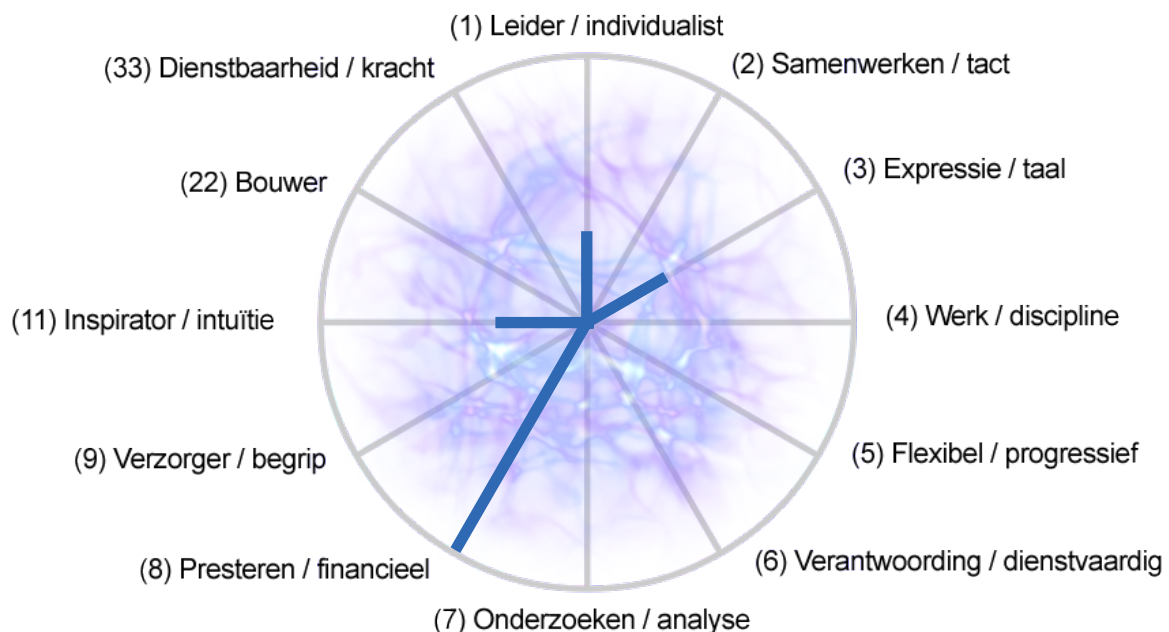 (1) Leider / individualist
(2) Samenwerken / tact
(3) Expressie / taal
(4) Werk / discipline
(5) Flexibel / progressief
(6) Verantwoording / dienstvaardig
(7) Onderzoeken / analyse
(8) Presteren / financieel
(9) Verzorger / begrip
(11) Inspirator / intuïtie
(22) Bouwer
(33) Dienstbaarheid / kracht